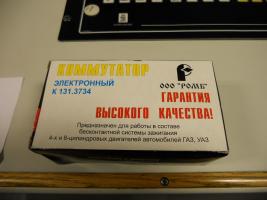 КОММУТАТОР
ЭЛЕКТРОННЫЙ
К 131.3734
ООО "РОМБ"
ГАРАНТИЯ
ВЫСОКОГО КАЧЕСТВА!
Предназначен для работы в составе
бесконтактной системы зажигания
4-х и 8-цилиндровых двигателей автомобилей ГАЗ, УАЗ